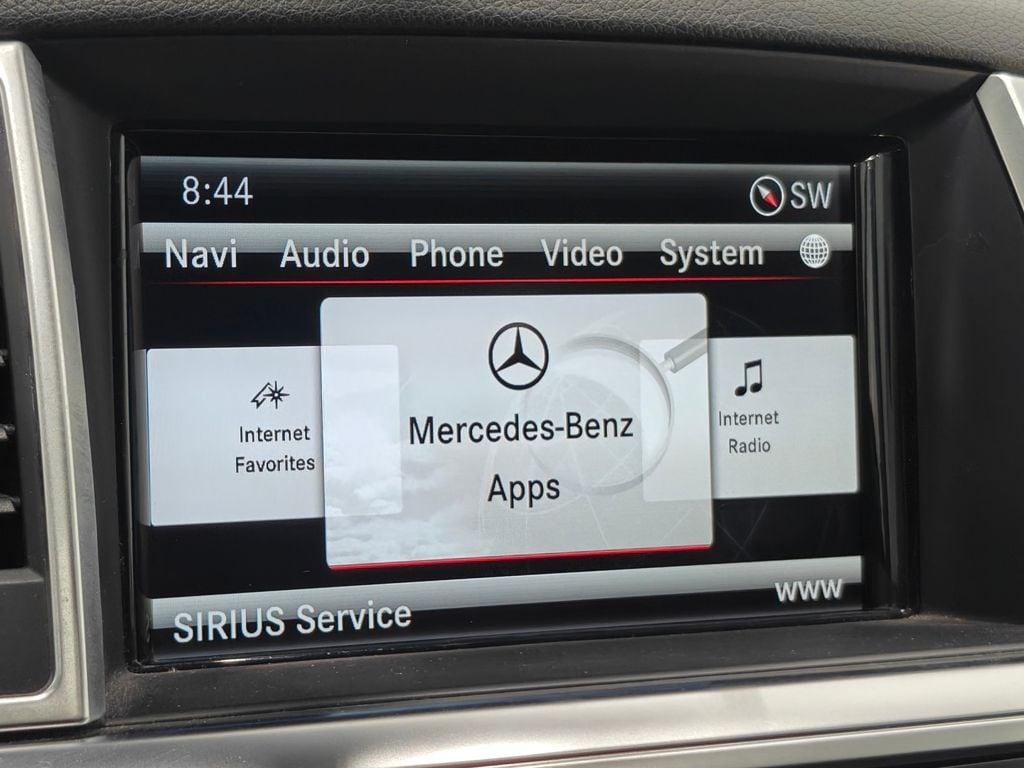 8:44 SW
Navi Audio Phone Video System
Internet
Favorites
Mercedes-Benz
Apps
Internet
Radio
SIRIUS Service www